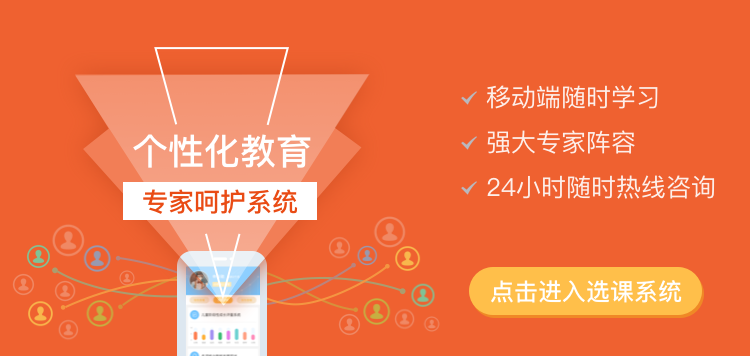 个性化教育
专家呵护系统
移动端随时学习
强大专家阵容
24小时随时热线咨询
点击进入选课系统